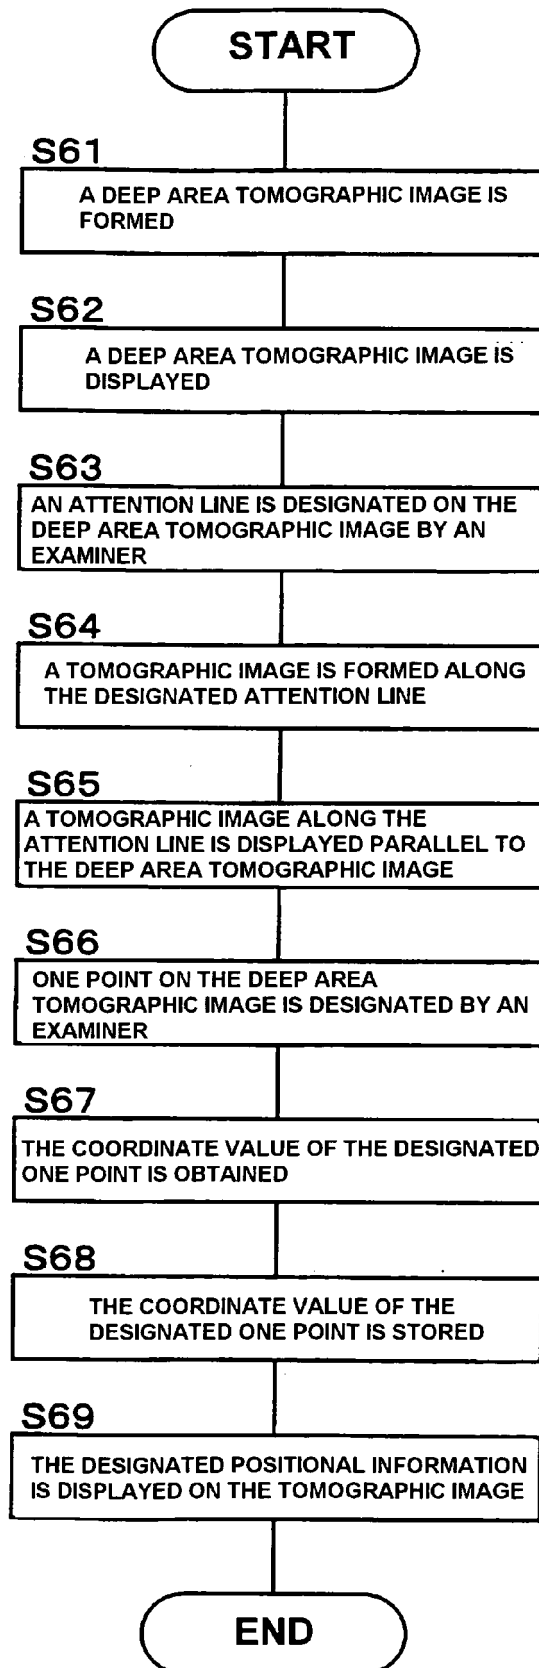 START
S61
A DEEP AREA TOMOGRAPHIC IMAGE IS
FORMED
S62
A DEEP AREA TOMOGRAPHIC IMAGE IS
DISPLAYED
S63
AN ATTENTION LINE IS DESIGNATED ON THE
DEEP AREA TOMOGRAPHIC IMAGE BY AN
EXAMINER
S64
A TOMOGRAPHIC IMAGE IS FORMED ALONG
THE DESIGNATED ATTENTION LINE
S65
A TOMOGRAPHIC IMAGE ALONG THE
ATTENTION LINE IS DISPLAYED PARALLEL TO
THE DEEP AREA TOMOGRAPHIC IMAGE
S66
ONE POINT ON THE DEEP AREA
TOMOGRAPHIC IMAGE IS DESIGNATED BY AN
EXAMINER
S67
THE COORDINATE VALUE OF THE DESIGNATED
ONE POINT IS OBTAINED
S68
THE COORDINATE VALUE OF THE
DESIGNATED ONE POINT IS STORED
S69
THE DESIGNATED POSITIONAL INFORMATION
IS DISPLAYED ON THE TOMOGRAPHIC IMAGE
END